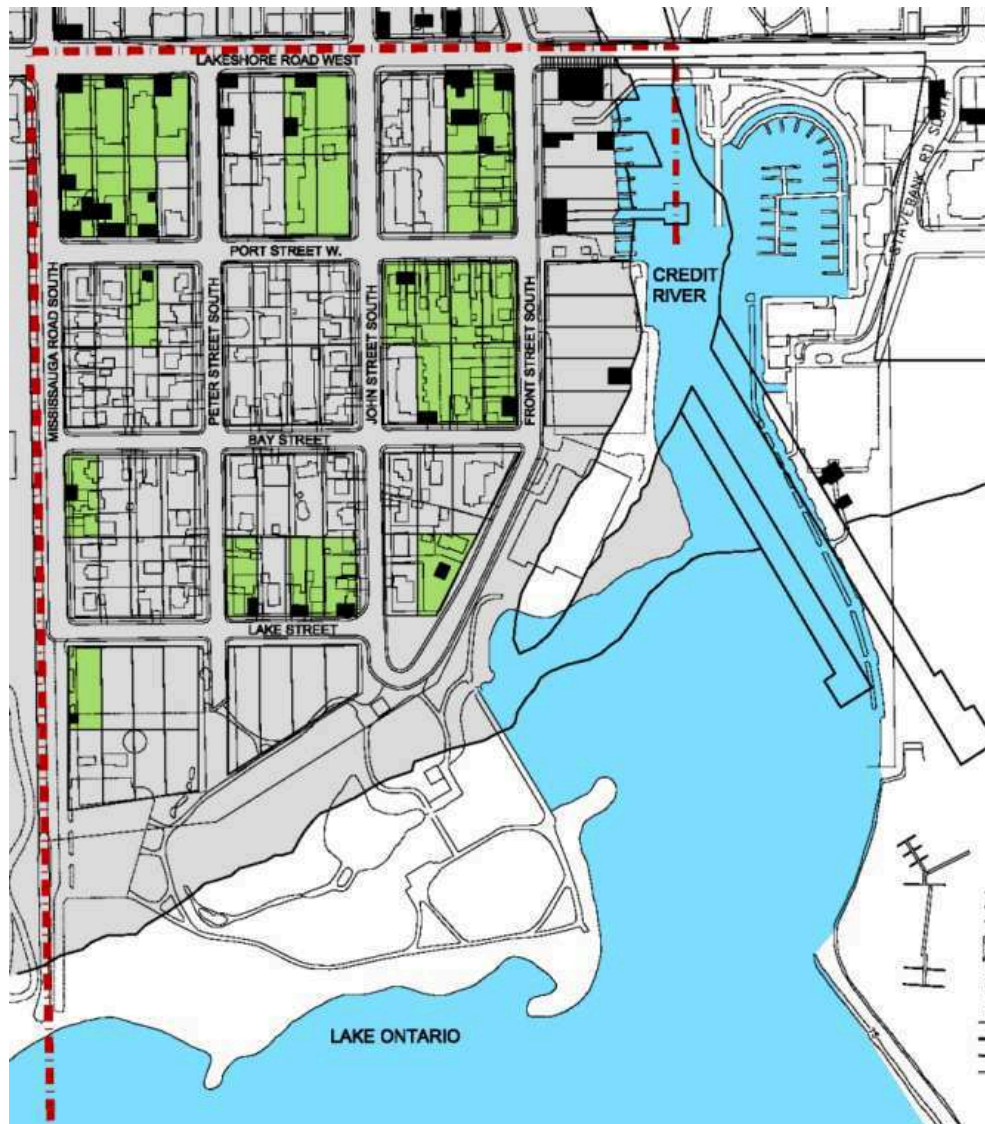 LAKESHORE ROAD WEST
STAVEBANK RD SOUTH
PORT STREET W.
CREDIT
RIVER
MISSISSAUGA ROAD SOUTH
PETER STREET SOUTH
JOHN STREET SOUTH
FRONT STREET SOUTH
BAY STREET
LAKE STREET
LAKE ONTARIO